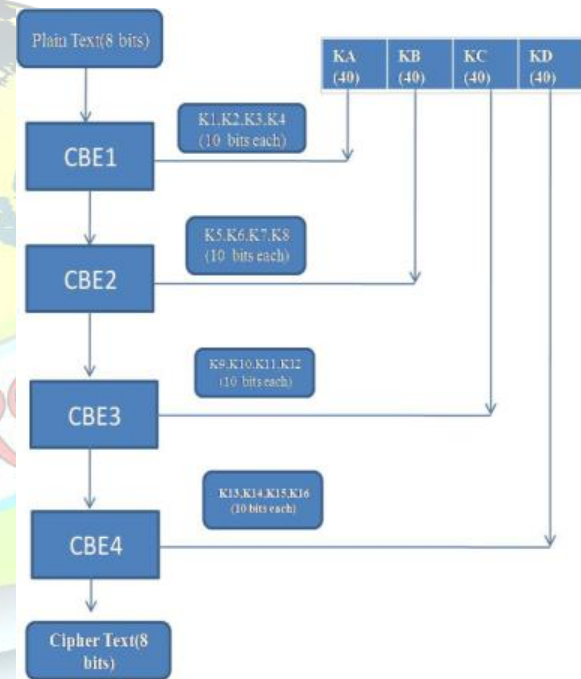 Plain Text(8 bits)
KA KB KC KD
(40) (40) (40) (40)
K1,K2,K3,K4
(10 bits each)
CBE1
K5,K6,K7,K8
(10 bits each)
CBE2
K9,K10,K11,K12
(10 bits each)
CBE3
K13,K14,K15,K16
(10 bits each)
CBE4
Cipher Text(8
bits)